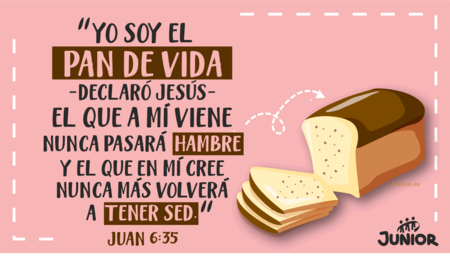 "YO SOY EL
PAN DE VIDA
-DECLARÓ JESÚS-
EL QUE A MÍ VIENE
NUNCA PASARÁ HAMBRE
Y EL QUE EN MÍ CREE
NUNCA MÁS VOLVERÁ
A TENER SED."
JUAN 6:35
JUNIOR